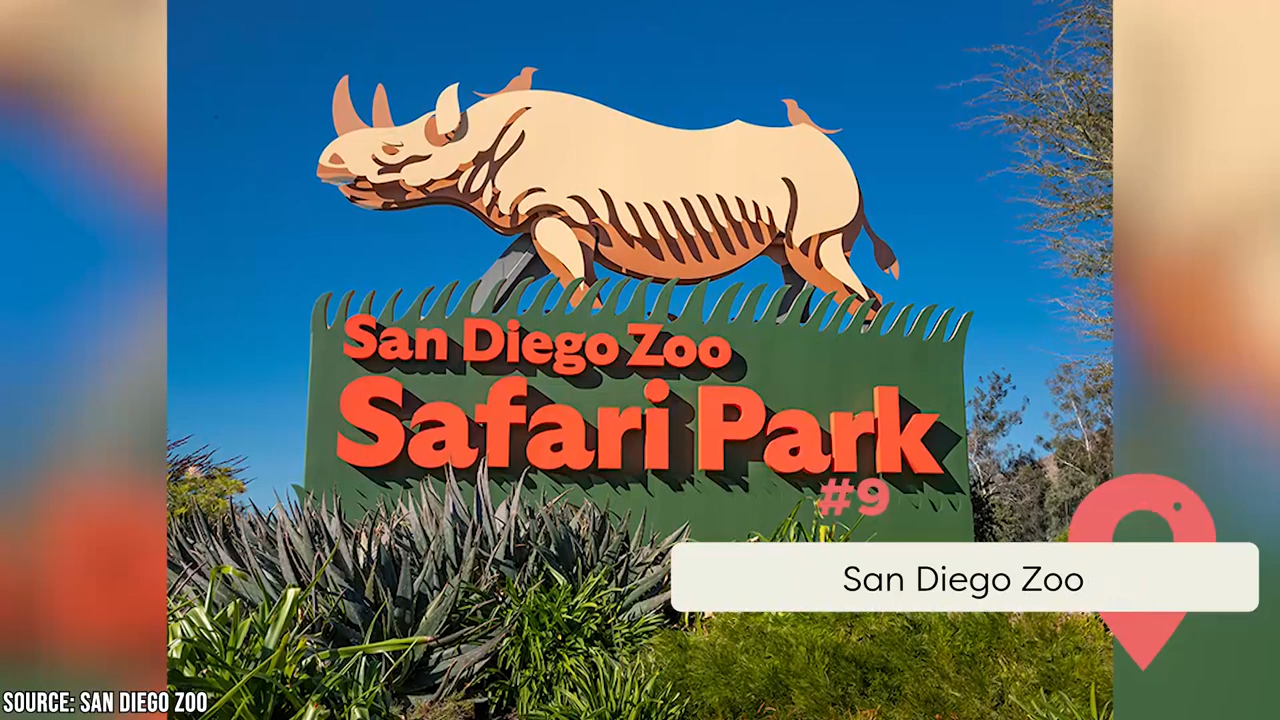 San Diego Zoo
Safari Park
#9
San Diego Zoo
SOURCE: SAN DIEGO ZOO